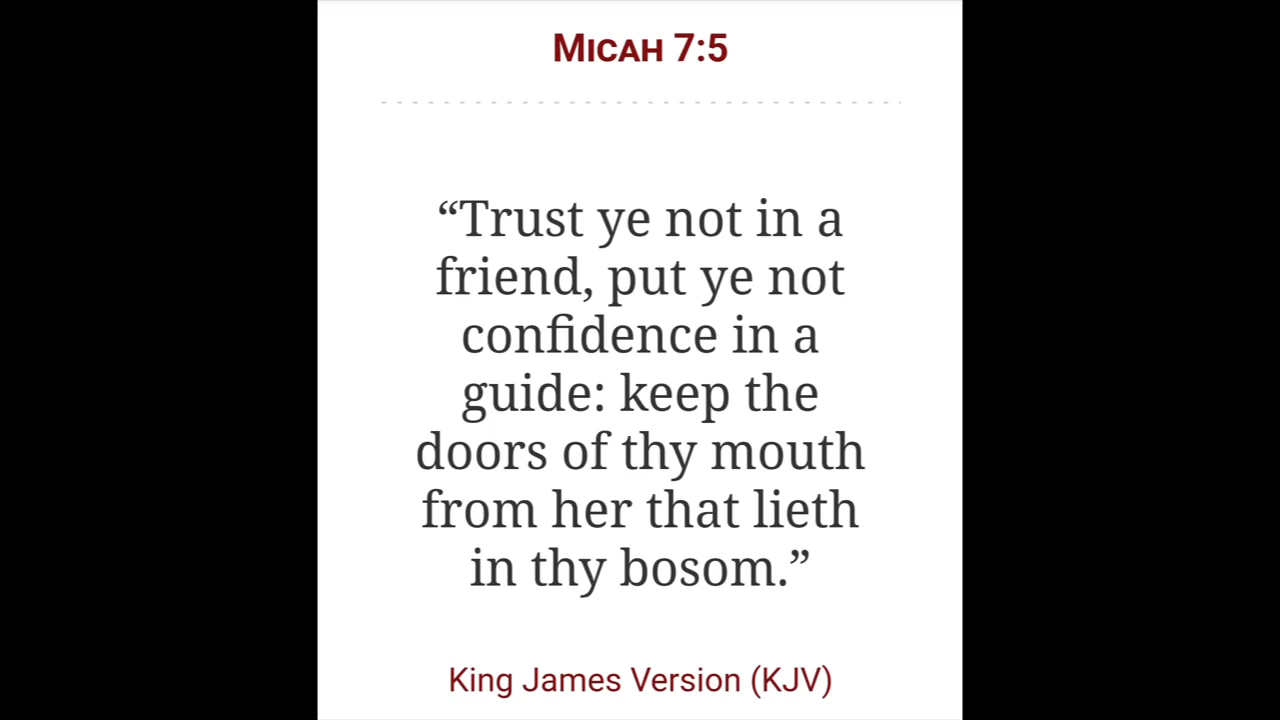 Micah 7:5
“Trust ye not in a
friend, put ye not
confidence in a
guide: keep the
doors of thy mouth
from her that lieth
in thy bosom.”
King James Version (KJV)